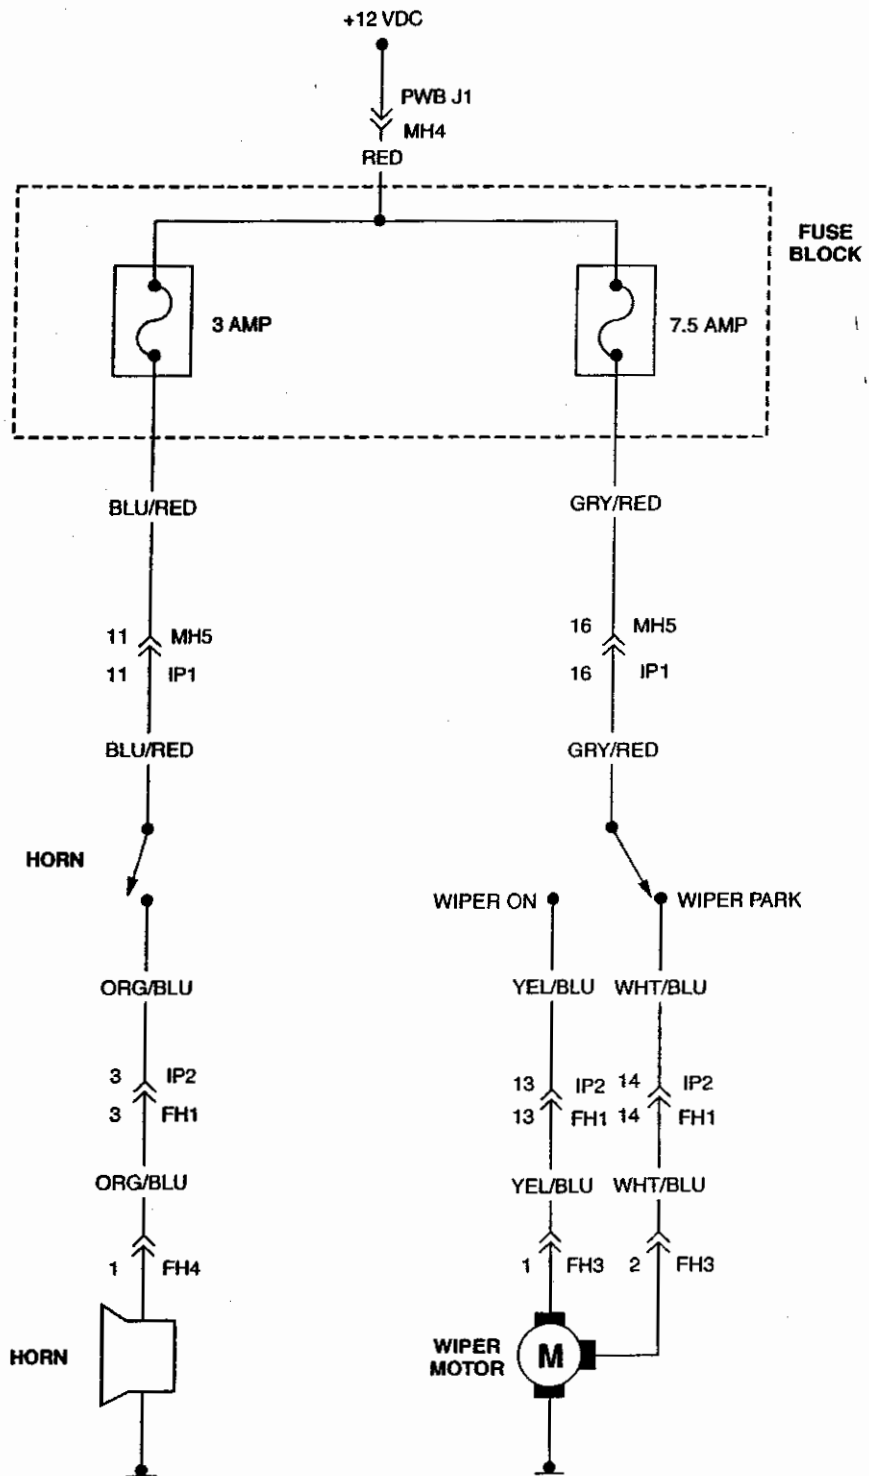 +12 VDC
PWB J1
MH4
RED
FUSE
BLOCK
3 AMP
7.5 AMP
BLU/RED
GRY/RED
11 MH5
16 MH5
11 IP1
16 IP1
BLU/RED
GRY/RED
HORN
WIPER ON
WIPER PARK
ORG/BLU
YEL/BLU
WHT/BLU
3 IP2
13 IP2
14 IP2
3 FH1
13 FH1
14 FH1
ORG/BLU
YEL/BLU
WHT/BLU
1 FH4
1 FH3
2 FH3
HORN
WIPER
MOTOR
M